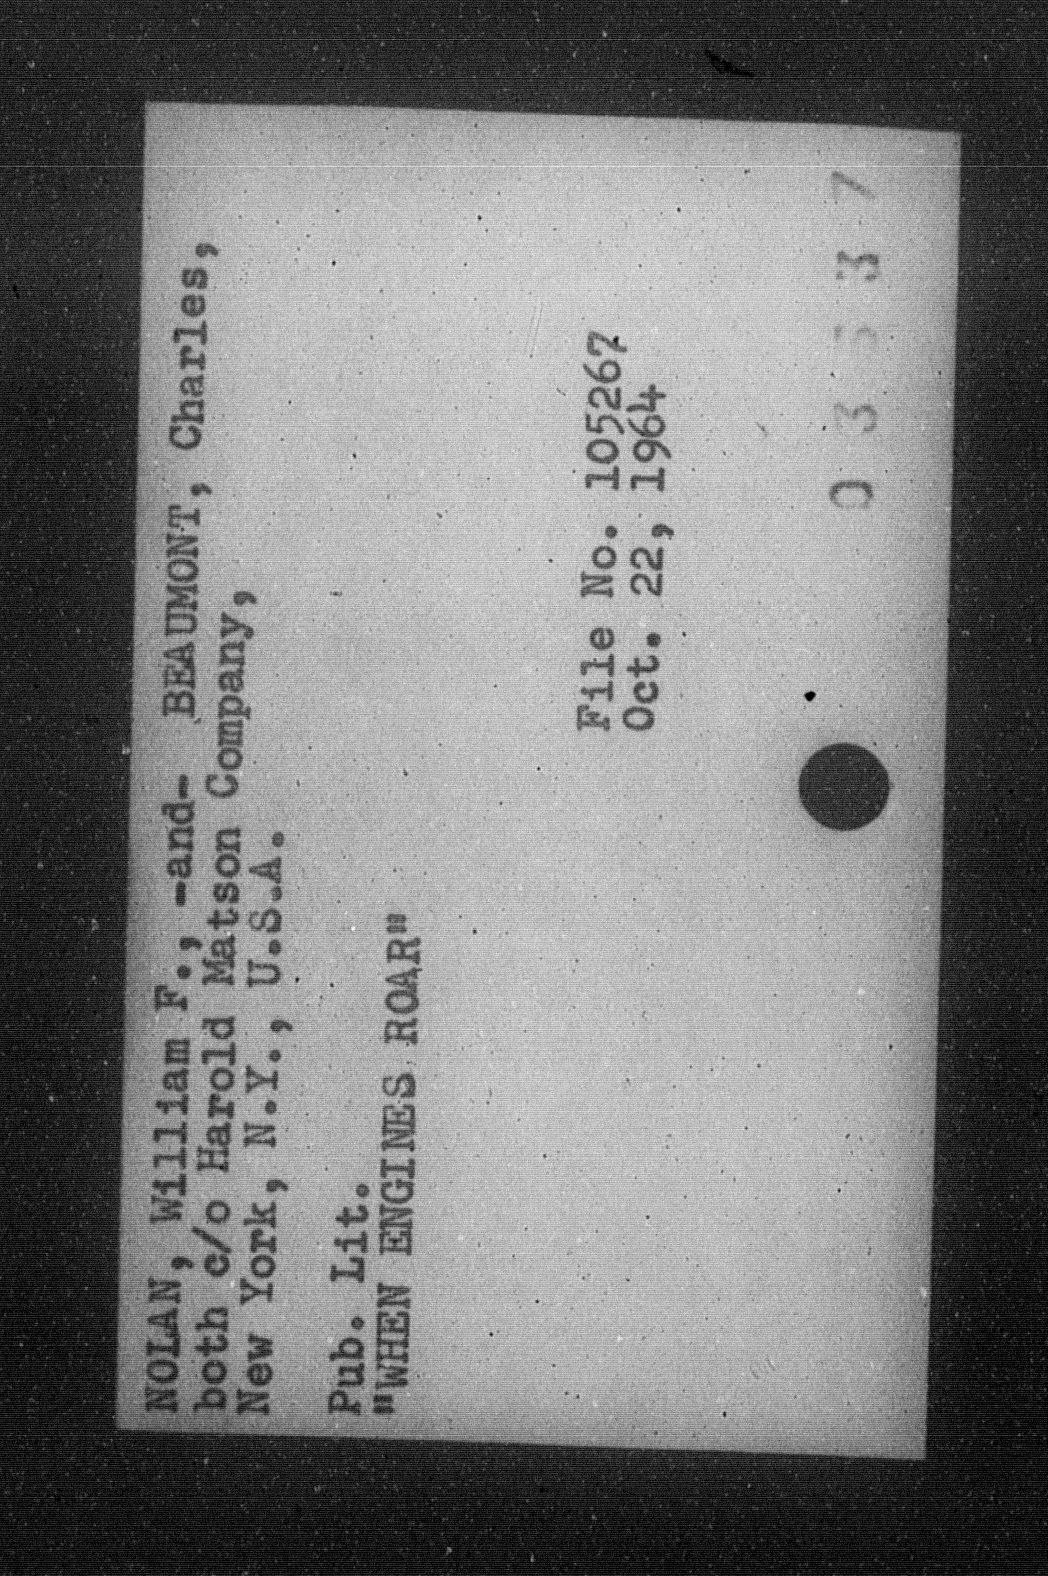 NOLAN, William F., -and- BEAUMONT, Charles,
both c/o Harold Matson Company,
New York, N.Y., U.S.A.
Pub. Lit.
"WHEN ENGINES ROAR"
File No. 105267
Oct. 22, 1964